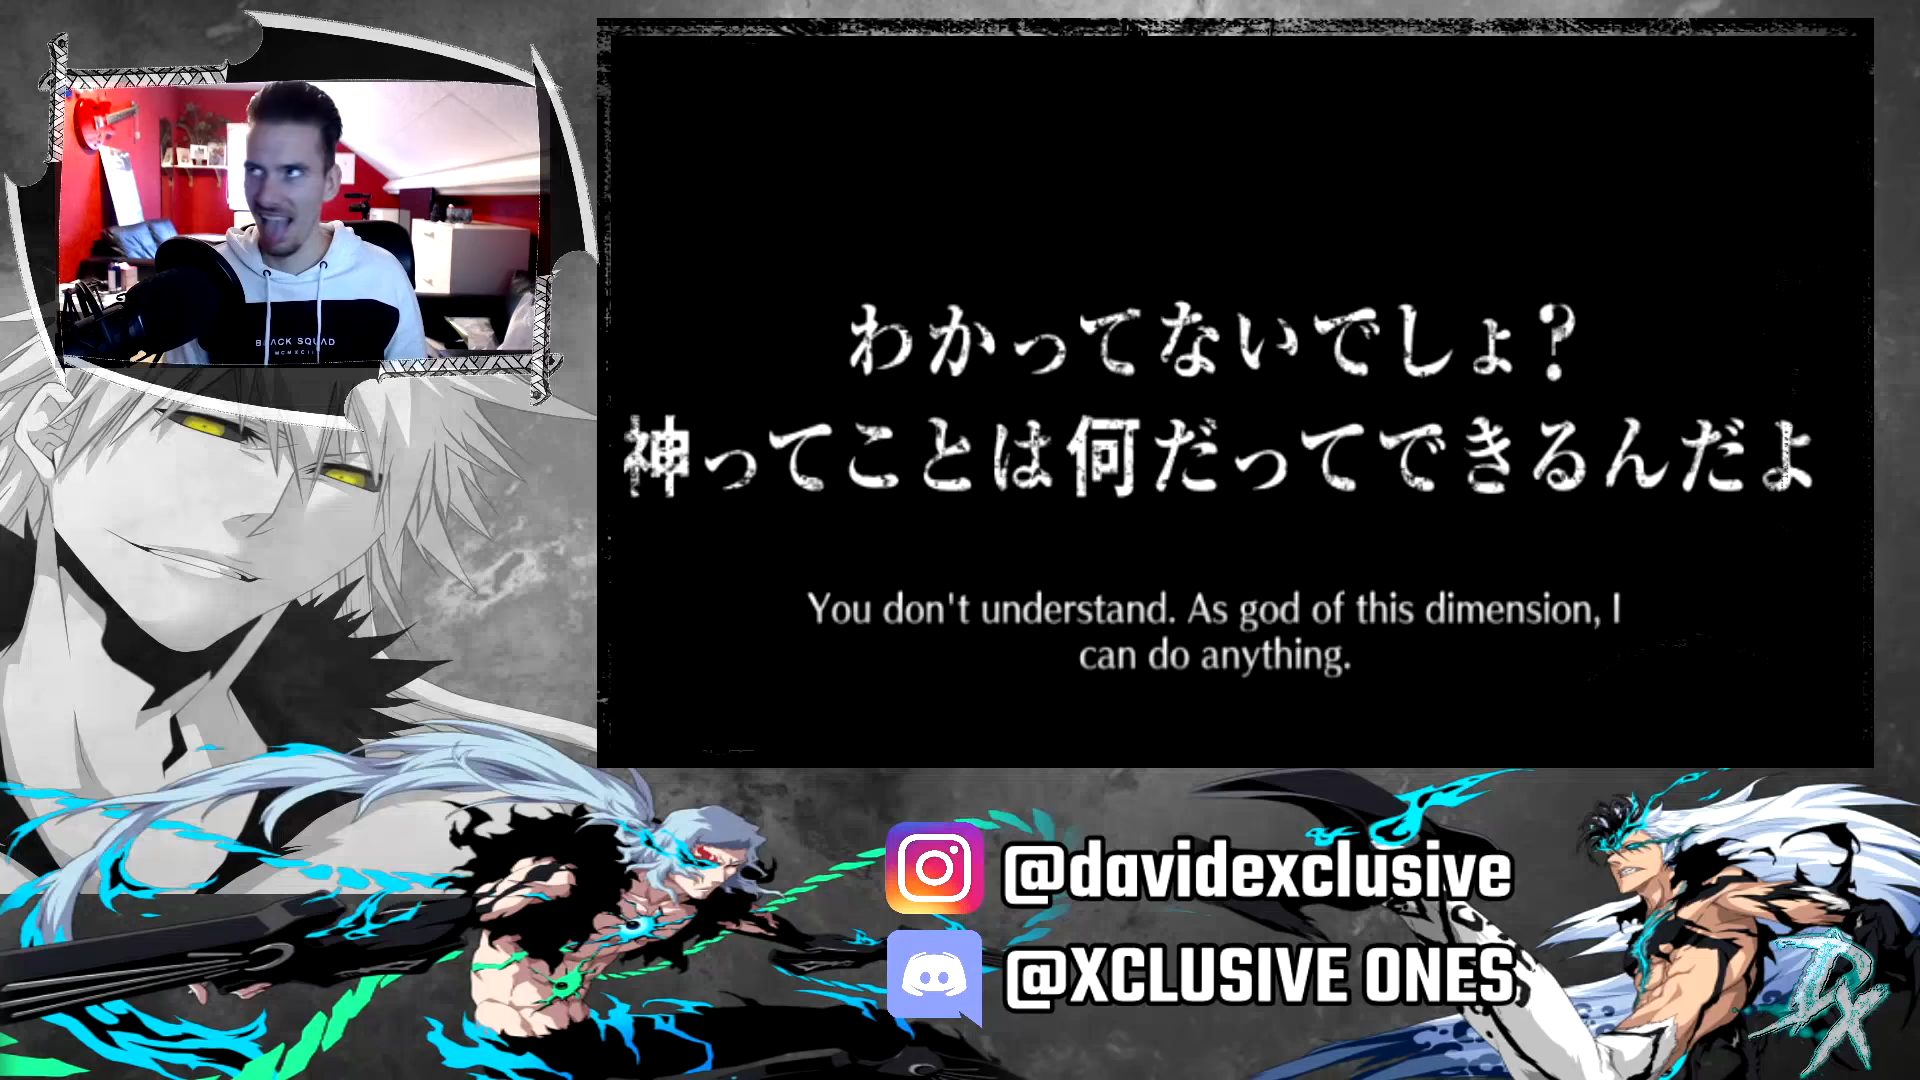 BLACK SQUAD
わかってないでしょ?
神ってことは何だってできるんだよ
You don't understand. As god of this dimension, I
can do anything.
@davidexclusive
@XCLUSIVE ONES
DX